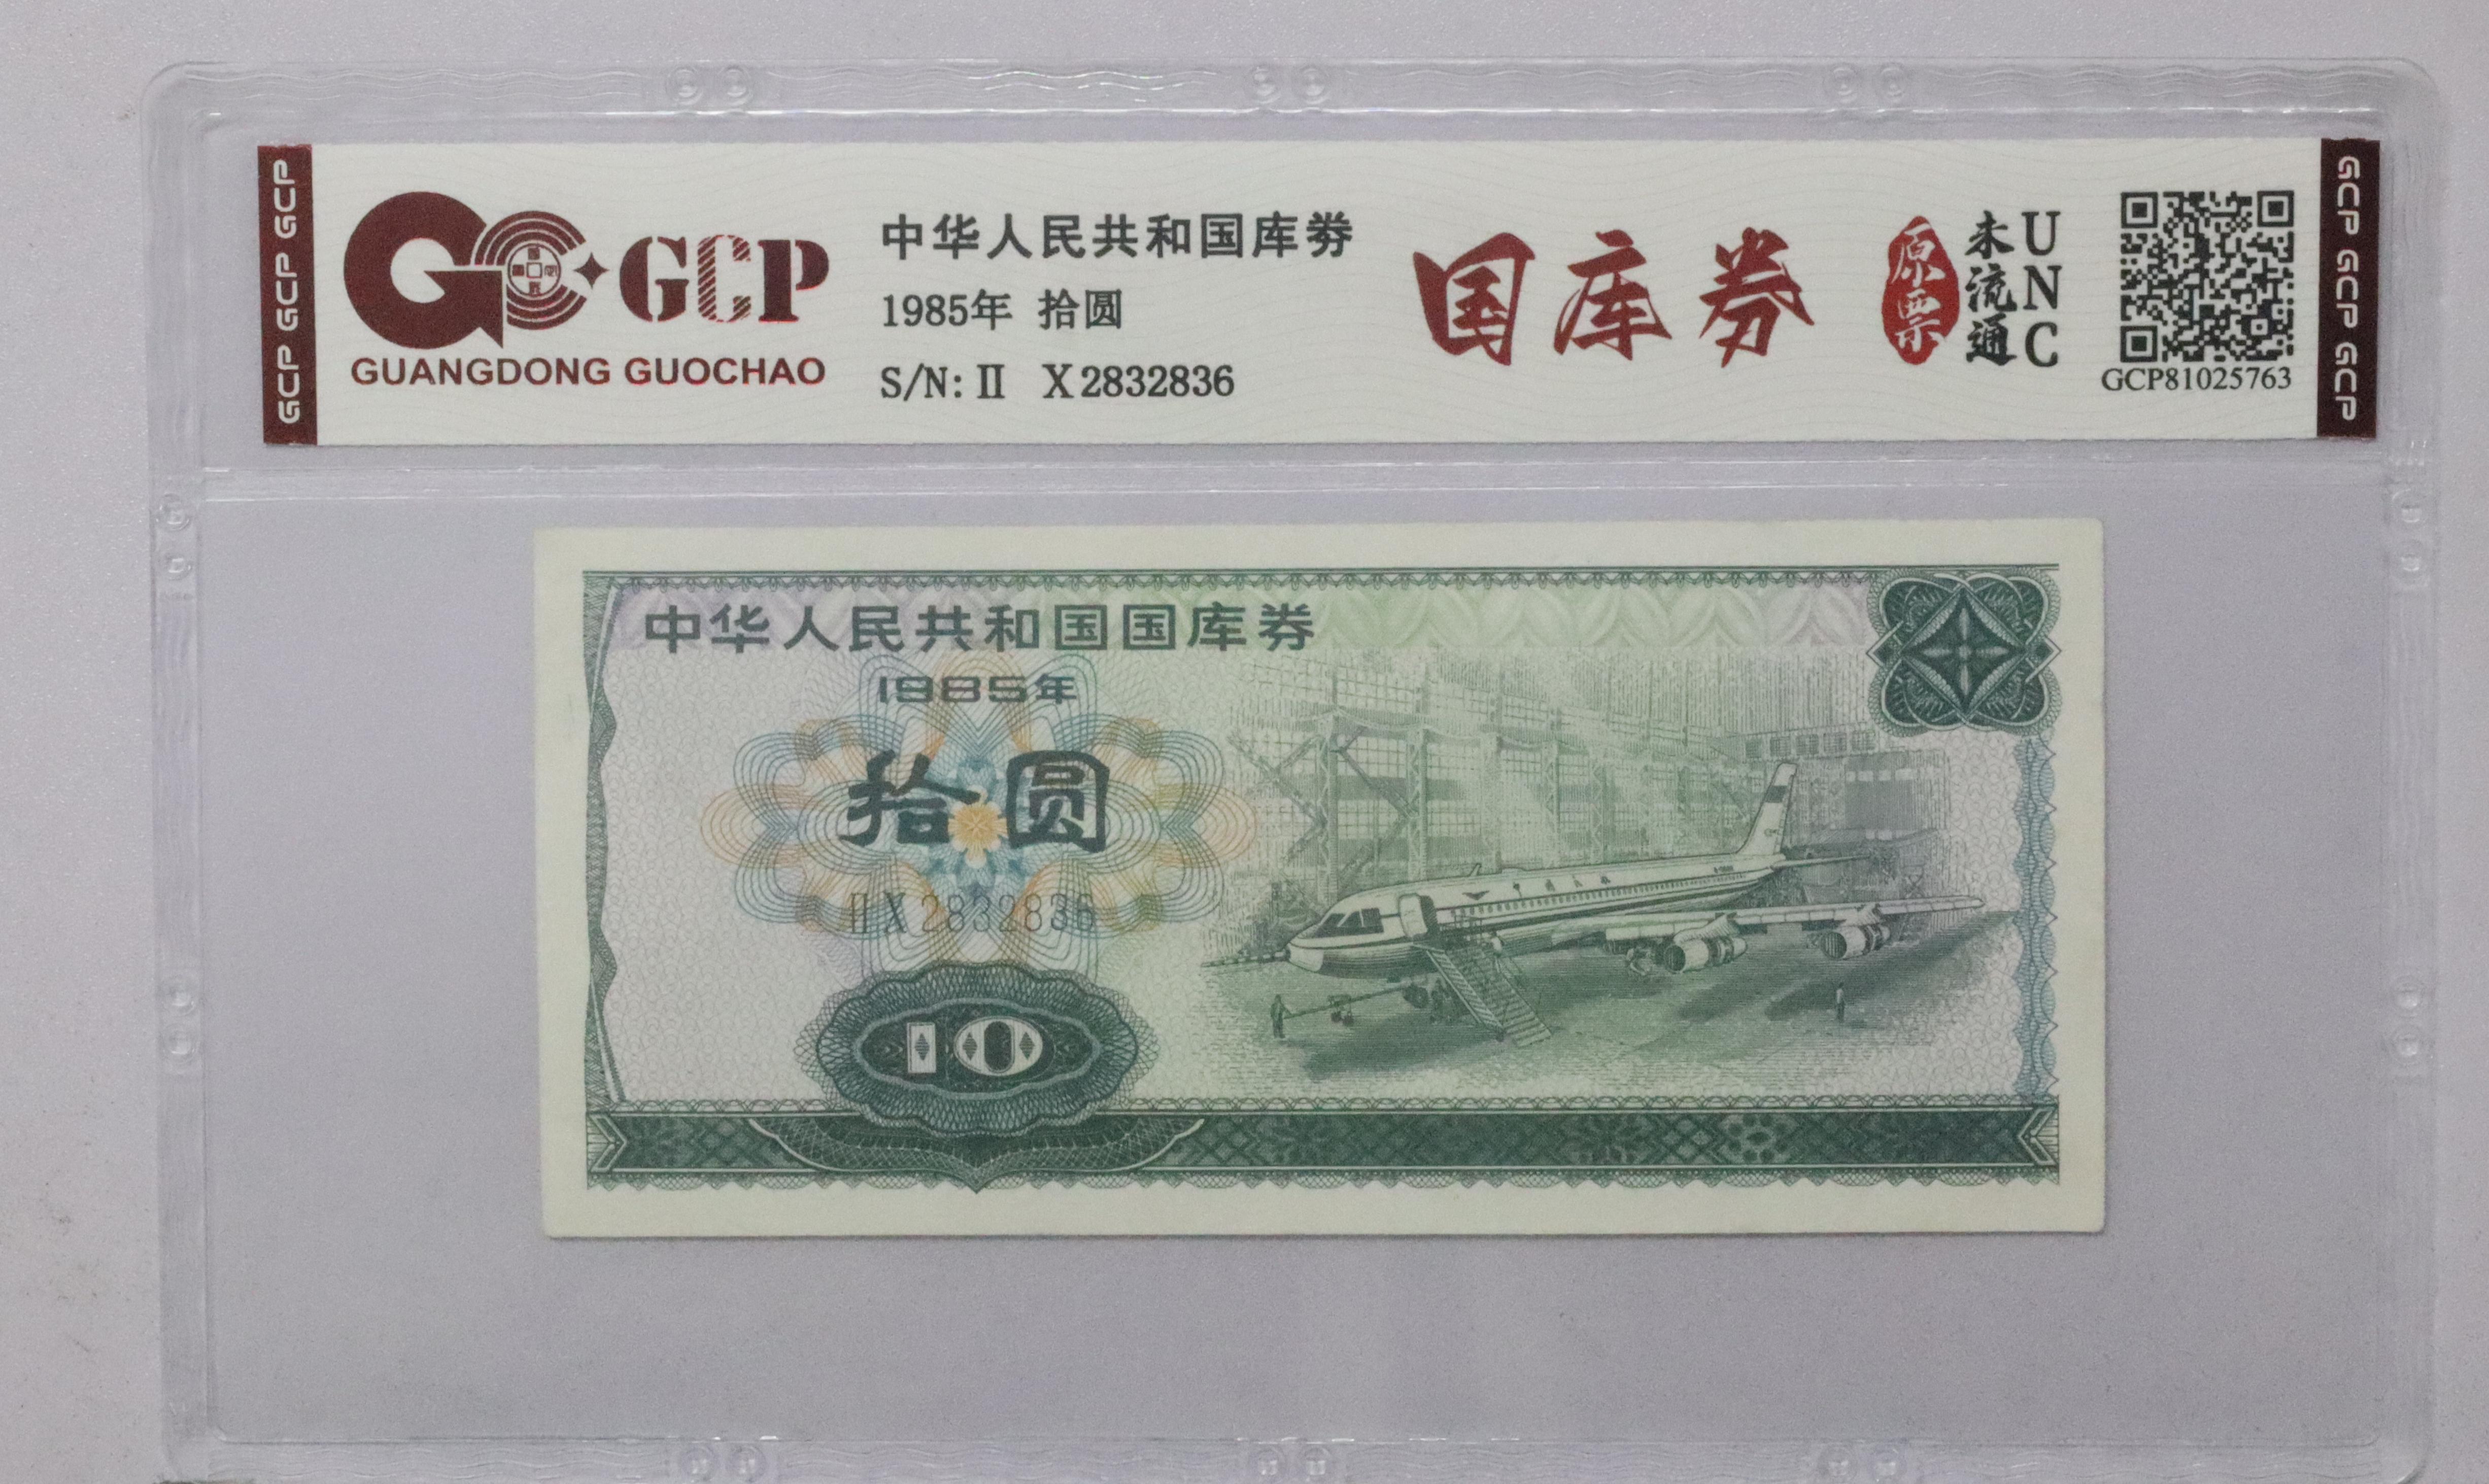 GCP GCP GCP
GCP
GUANGDONG GUOCHAO
中华人民共和国库券
1985年 拾圆
S/N: II X2832836
国库券
原票
未流通
UNC
GCP81025763
GCP GCP GCP
中华人民共和国国库券
1985年
拾圆
II X 2832836
10